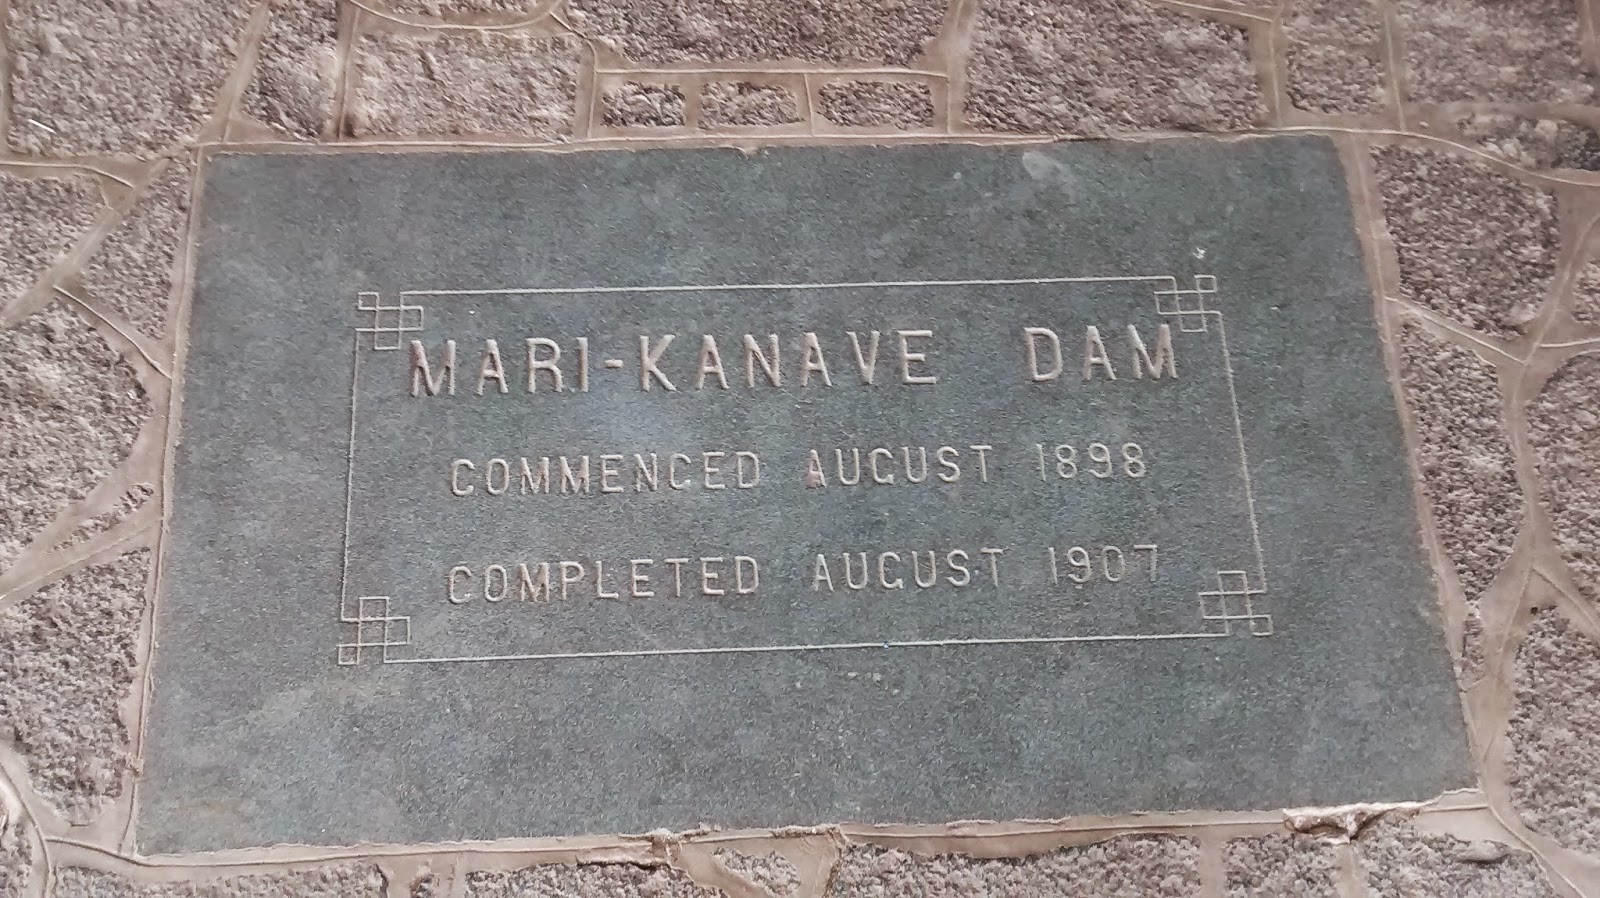 MARI-KANAVE DAM
COMMENCED AUGUST 1898
COMPLETED AUGUST 1907